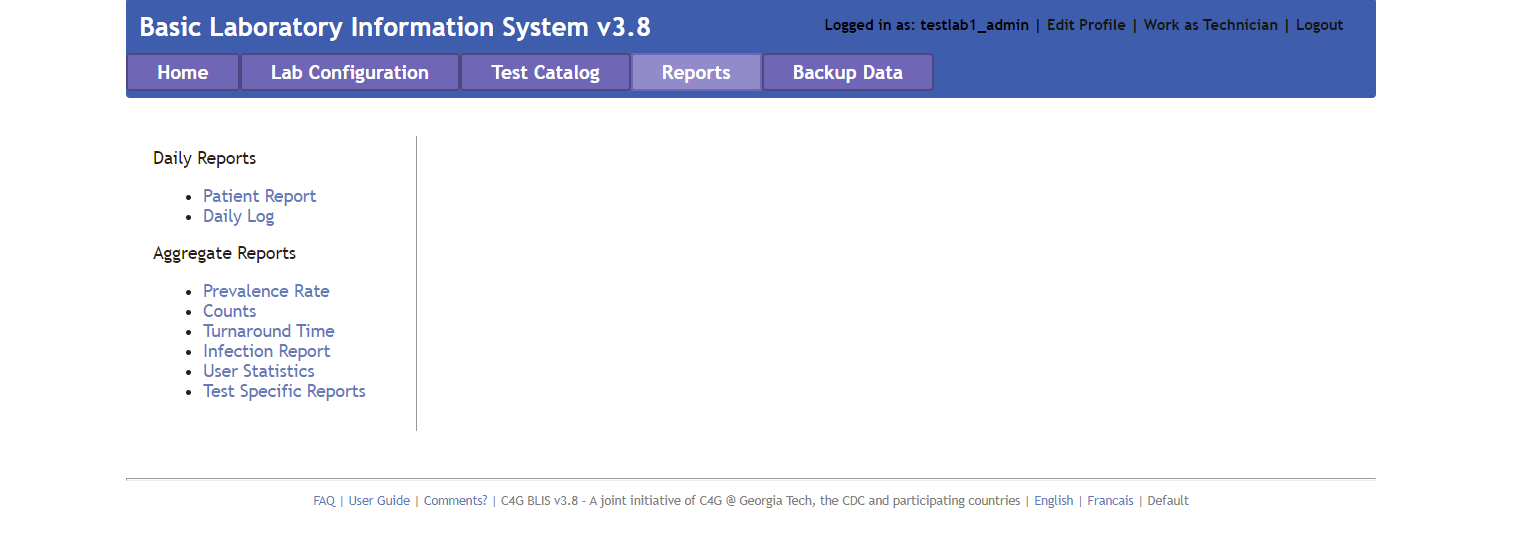 Basic Laboratory Information System v3.8
Logged in as: testlab1_admin | Edit Profile | Work as Technician | Logout
Home Lab Configuration Test Catalog Reports Backup Data
Daily Reports
• Patient Report
• Daily Log
Aggregate Reports
• Prevalence Rate
• Counts
• Turnaround Time
• Infection Report
• User Statistics
• Test Specific Reports
FAQ | User Guide | Comments? | C4G BLIS v3.8 - A joint initiative of C4G @ Georgia Tech, the CDC and participating countries | English | Francais | Default